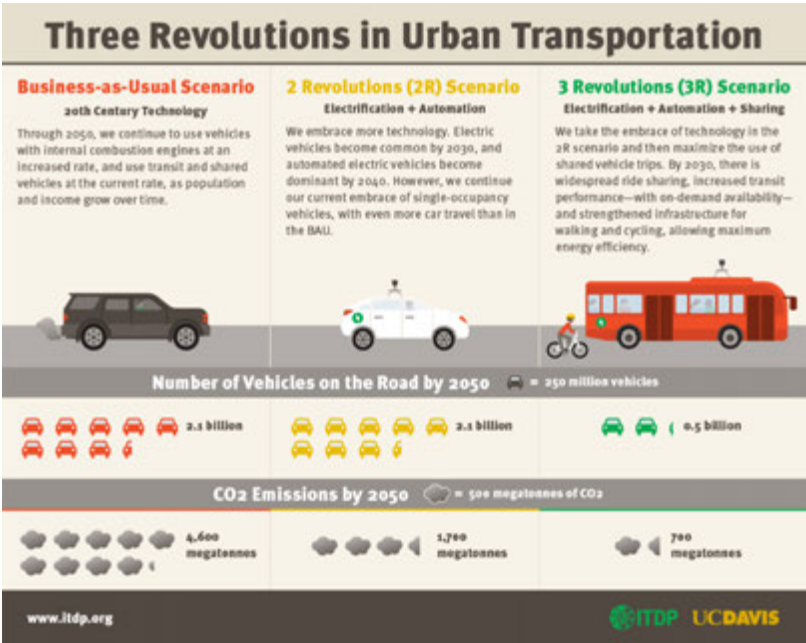 Three Revolutions in Urban Transportation
Business-as-Usual Scenario
20th Century Technology
Through 2050, we continue to use vehicles
with internal combustion engines at an
increased rate, and use transit and shared
vehicles at the current rate, as population
and income grow over time.
2 Revolutions (2R) Scenario
Electrification + Automation
We embrace more technology. Electric
vehicles become common by 2030, and
automated electric vehicles become
dominant by 2040. However, we continue
our current embrace of single-occupancy
vehicles, with even more car travel than in
the BAU.
3 Revolutions (3R) Scenario
Electrification + Automation + Sharing
We take the embrace of technology in the
2R scenario and then maximize the use of
shared vehicle trips. By 2030, there is
widespread ride sharing, increased transit
performance—with on-demand availability—
and strengthened infrastructure for
walking and cycling, allowing maximum
energy efficiency.
Number of Vehicles on the Road by 2050 = 250 million vehicles
2.1 billion
2.1 billion
0.5 billion
CO2 Emissions by 2050 = 500 megatonnes of CO2
4,600
megatonnes
1,700
megatonnes
700
megatonnes
www.itdp.org
ITDP UCDAVIS